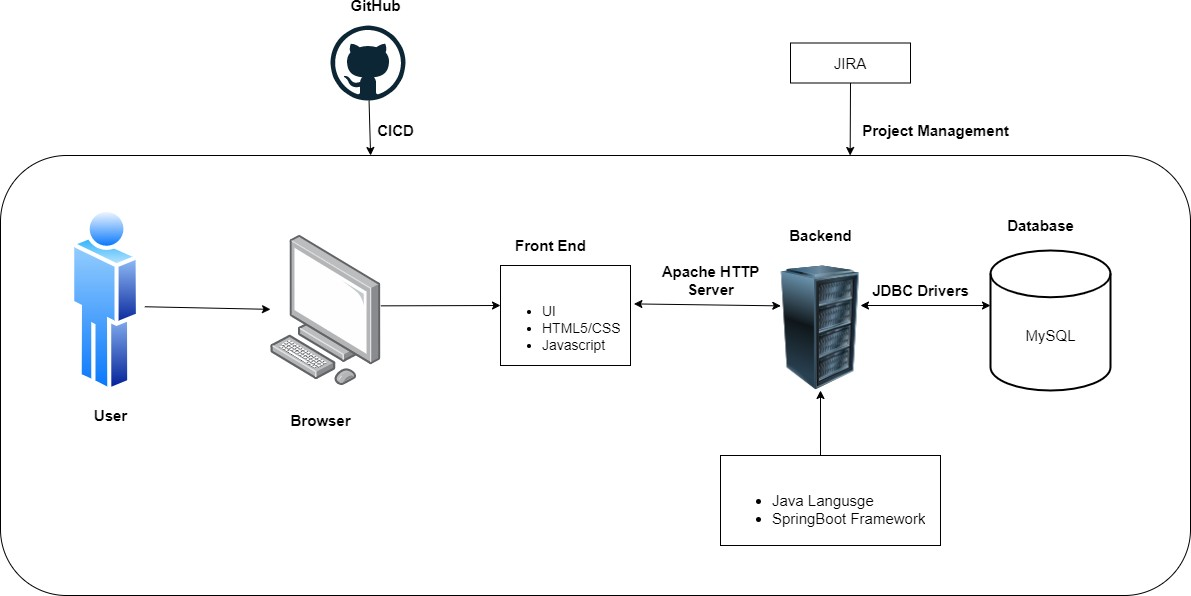 GitHub
JIRA
CICD
Project Management
Database
Backend
Front End
Apache HTTP
Server
JDBC Drivers
UI
HTML5/CSS
Javascript
MySQL
User
Browser
Java Langusge
SpringBoot Framework